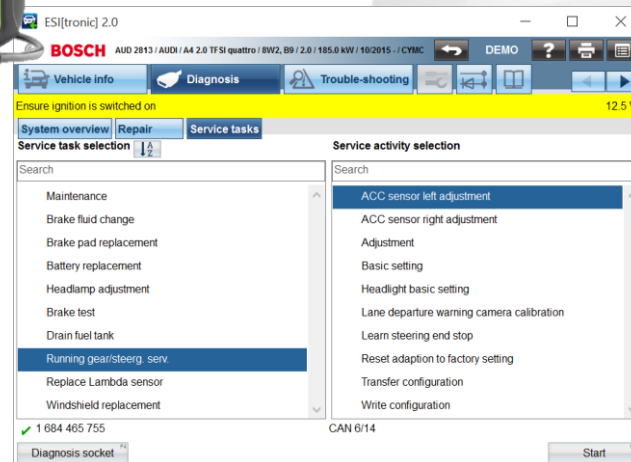 ESI[tronic] 2.0
BOSCH AUD 2813 / AUDI / A4 2.0 TFSI quattro / 8W2, B9 / 2.0 / 185.0 kW / 10/2015 - / CYMC DEMO ?
Vehicle info Diagnosis Trouble-shooting
Ensure ignition is switched on 12.5 V
System overview Repair Service tasks
Service task selection A Z Service activity selection
Search Search
Maintenance ACC sensor left adjustment
Brake fluid change ACC sensor right adjustment
Brake pad replacement Adjustment
Battery replacement Basic setting
Headlamp adjustment Headlight basic setting
Brake test Lane departure warning camera calibration
Drain fuel tank Learn steering end stop
Running gear/steerg. serv. Reset adaption to factory setting
Replace Lambda sensor Transfer configuration
Windshield replacement Write configuration
1 684 465 755 CAN 6/14
Diagnosis socket Start